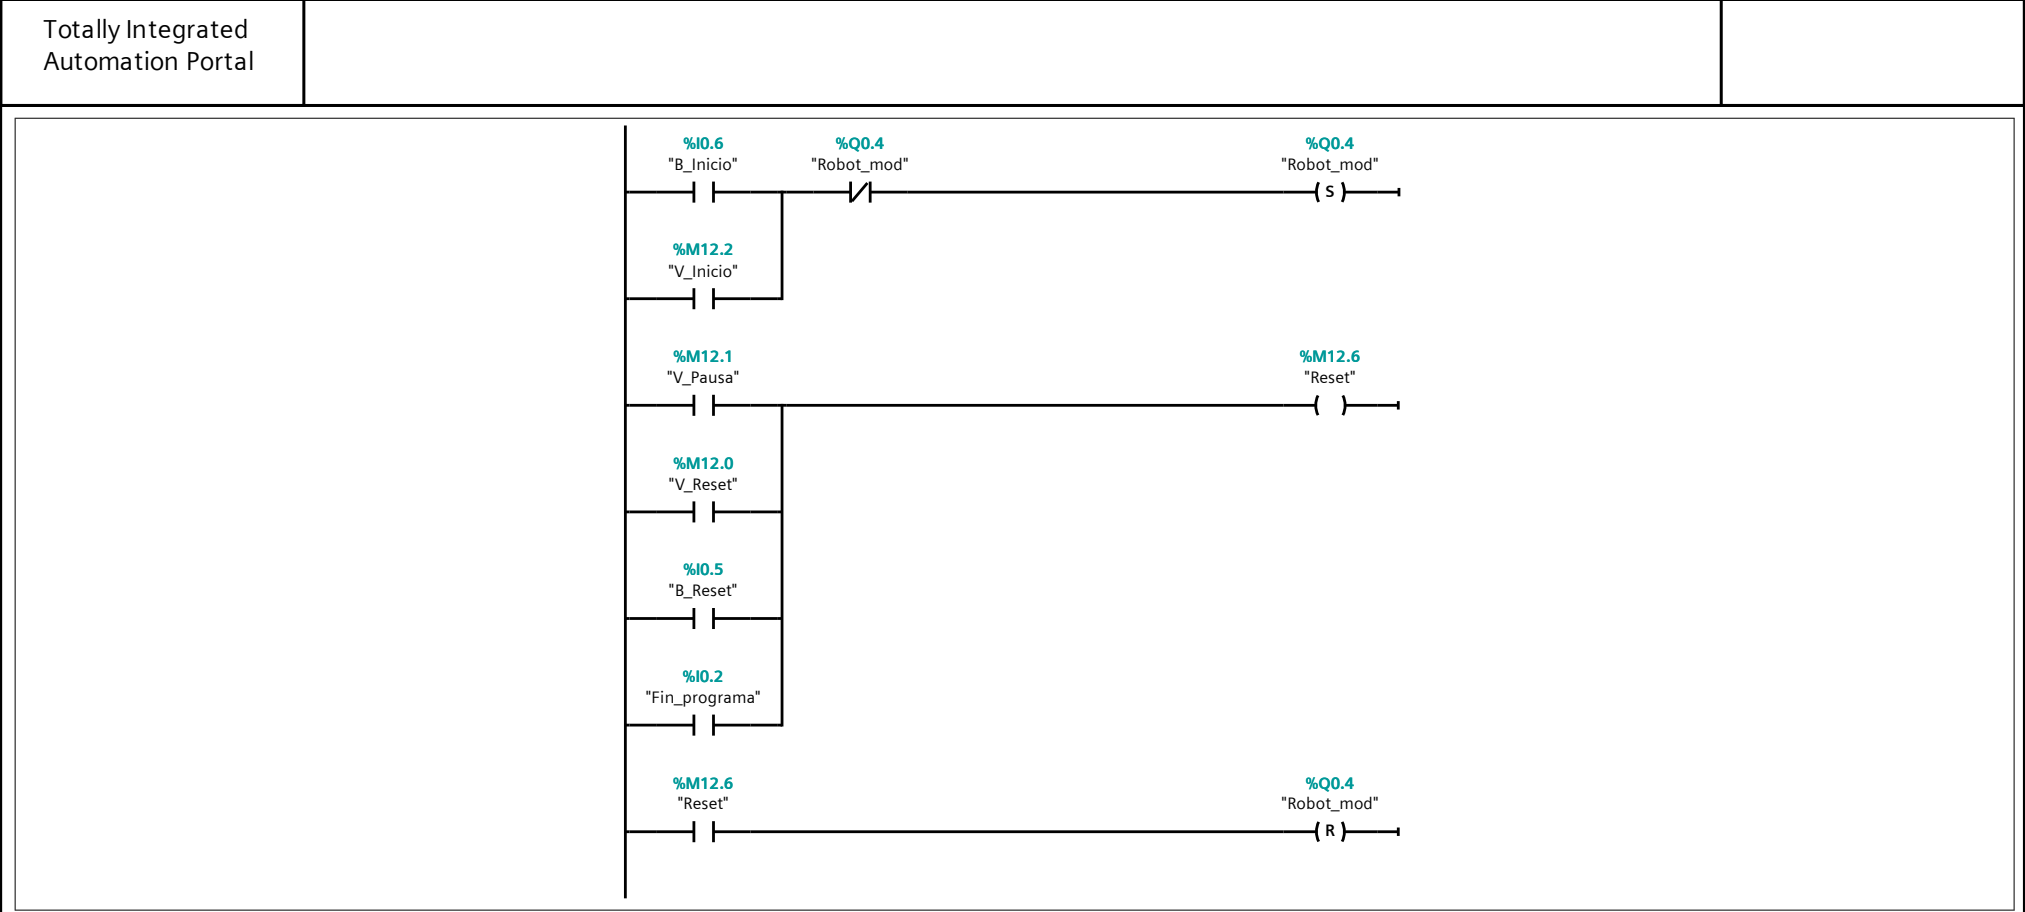 Totally Integrated
Automation Portal
%I0.6
"B_Inicio"
%Q0.4
"Robot_mod"
%Q0.4
"Robot_mod"
S
%M12.2
"V_Inicio"
%M12.1
"V_Pausa"
%M12.6
"Reset"
%M12.0
"V_Reset"
%I0.5
"B_Reset"
%I0.2
"Fin_programa"
%M12.6
"Reset"
%Q0.4
"Robot_mod"
R